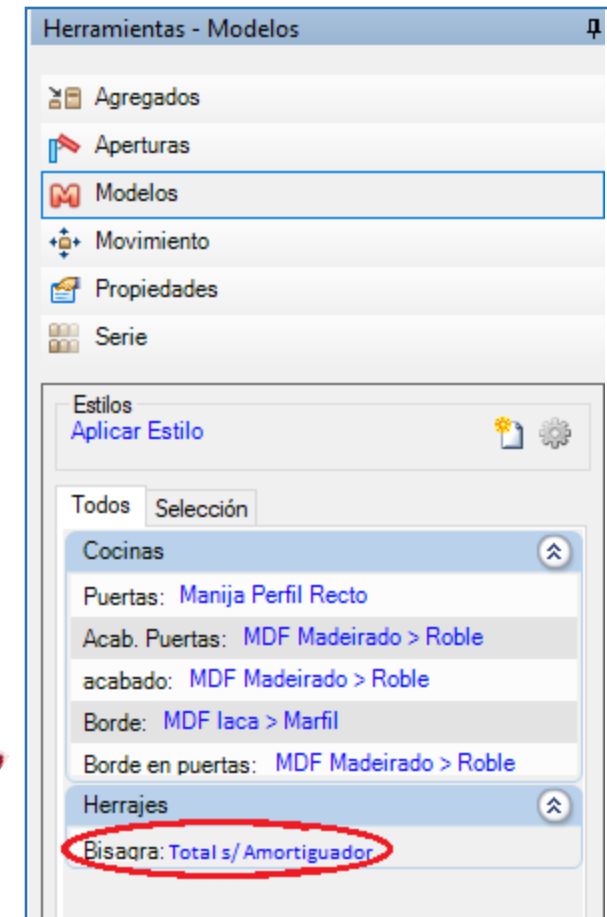 Herramientas - Modelos
Agregados
Aperturas
Modelos
Movimiento
Propiedades
Serie
Estilos
Aplicar Estilo
Todos Selección
Cocinas
Puertas: Manija Perfil Recto
Acab. Puertas: MDF Madeirado > Roble
acabado: MDF Madeirado > Roble
Borde: MDF laca > Marfil
Borde en puertas: MDF Madeirado > Roble
Herrajes
Bisagra: Total s/ Amortiguador